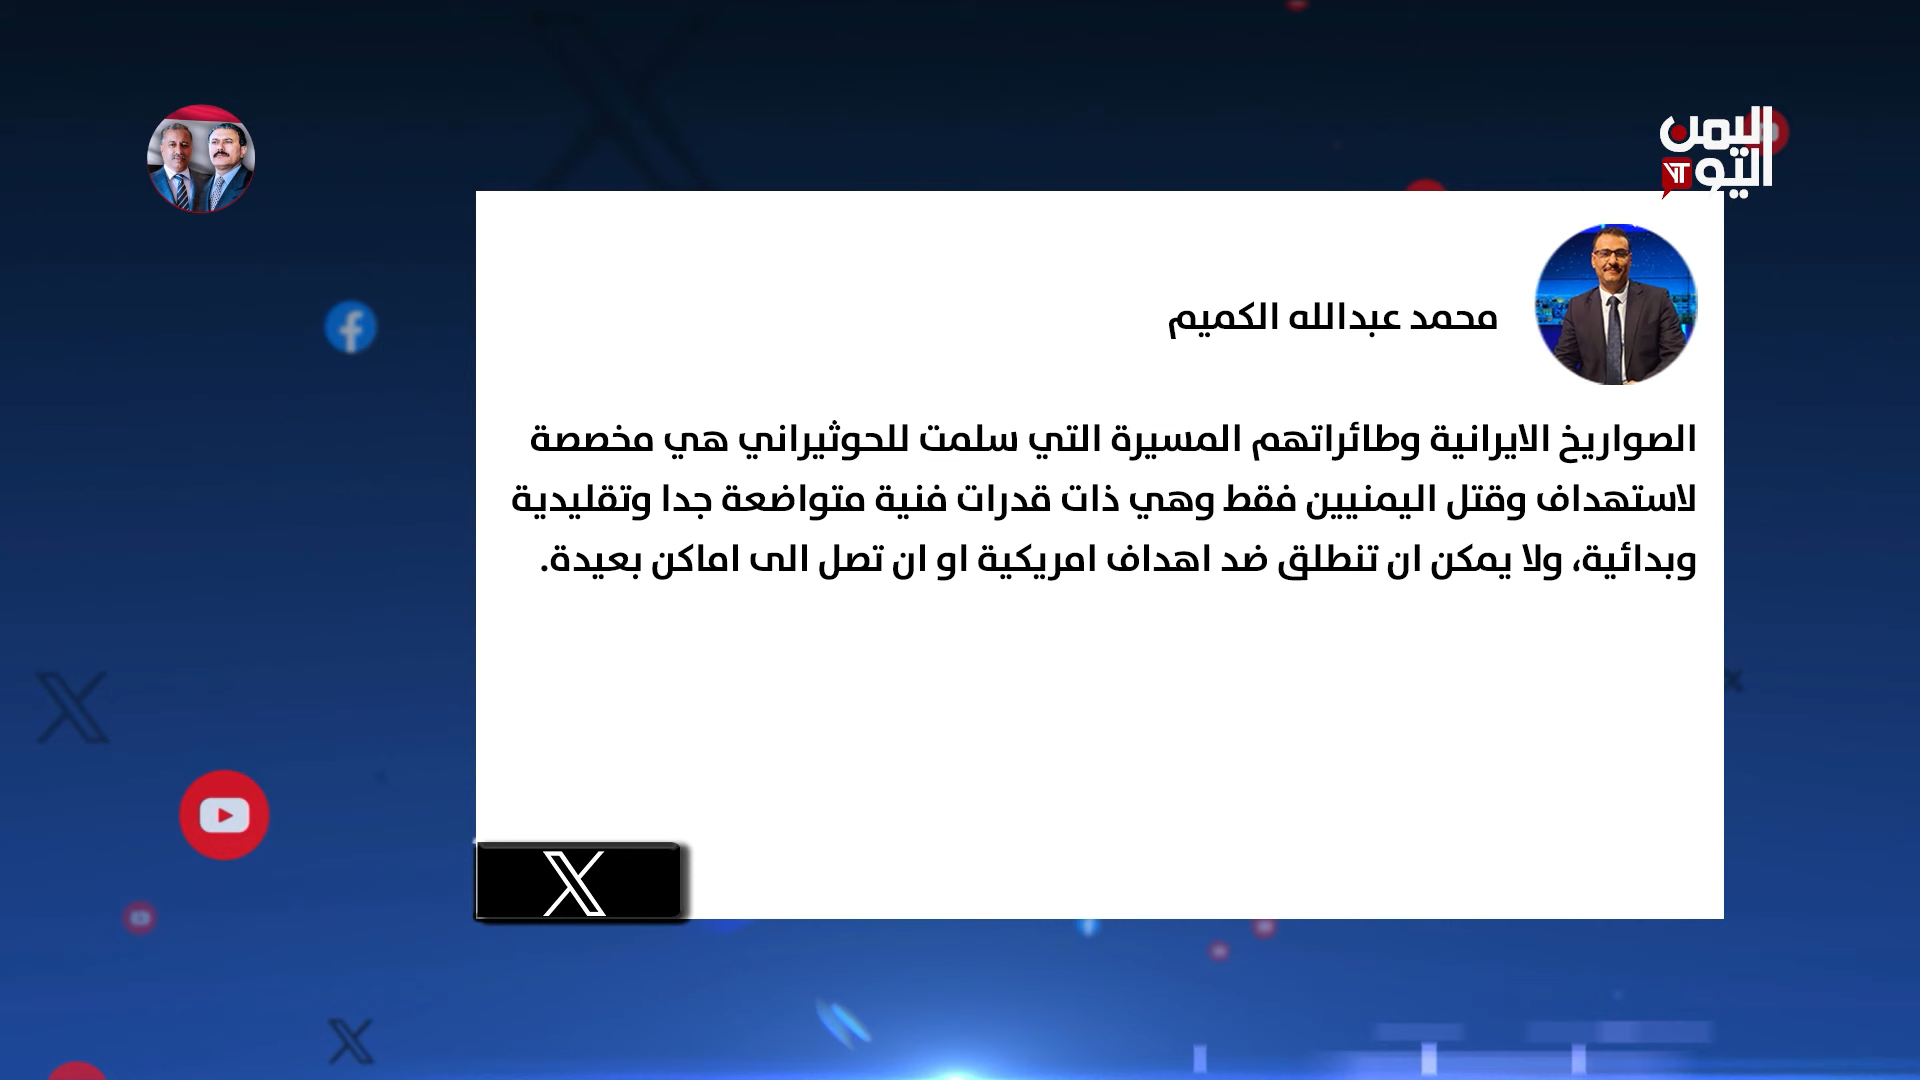 اليمن
اليوم
YT
محمد عبدالله الكميم
الصواريخ الايرانية وطائراتهم المسيرة التي سلمت للحوثيراني هي مخصصة
لاستهداف وقتل اليمنيين فقط وهي ذات قدرات فنية متواضعة جدا وتقليدية
وبدائية، ولا يمكن ان تنطلق ضد اهداف امريكية او ان تصل الى اماكن بعيدة.
X